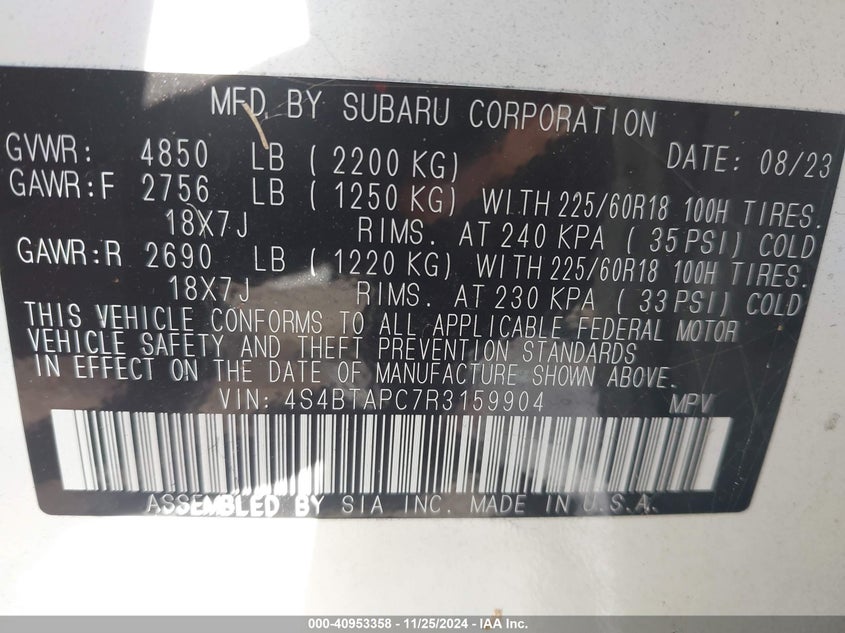 MFD. BY SUBARU CORPORATION
GVWR: 4850 LB (2200 KG) DATE: 08/23
GAWR:F 2756 LB (1250 KG) WITH 225/60R18 100H TIRES.
18X7J RIMS. AT 240 KPA (35 PSI) COLD
GAWR:R 2690 LB (1220 KG) WITH 225/60R18 100H TIRES.
18X7J RIMS. AT 230 KPA (33 PSI) COLD
THIS VEHICLE CONFORMS TO ALL APPLICABLE FEDERAL MOTOR
VEHICLE SAFETY AND THEFT PREVENTION STANDARDS
IN EFFECT ON THE DATE OF MANUFACTURE SHOWN ABOVE.
VIN: 4S4BTAPC7R3159904 MPV
ASSEMBLED BY SIA INC. MADE IN U.S.A.
000-40953358 - 11/25/2024 - IAA Inc.